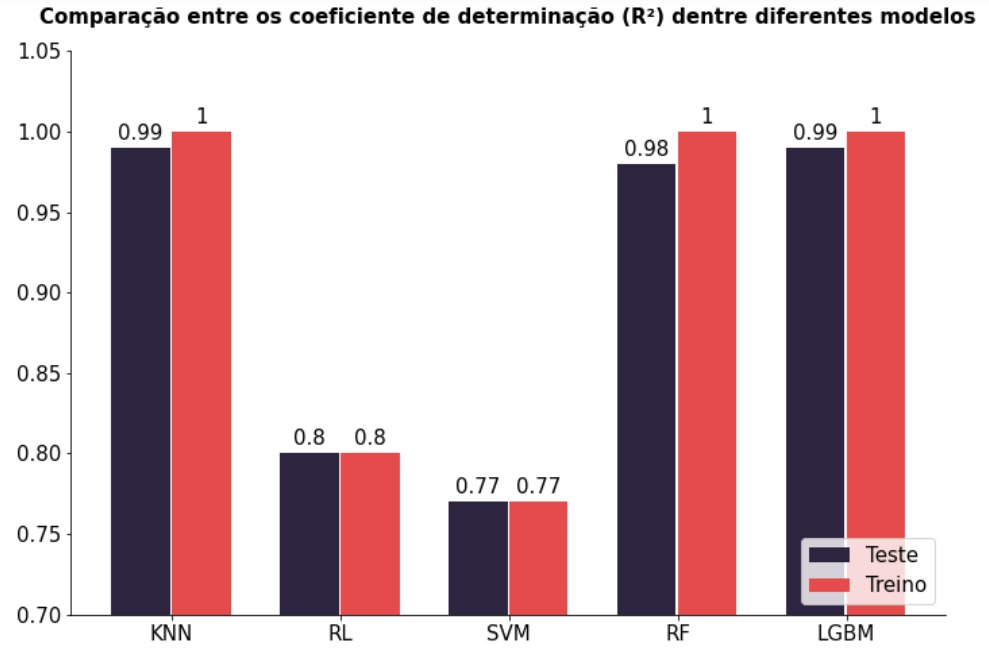 Comparação entre os coeficiente de determinação (R²) dentre diferentes modelos
1.05
1.00
0.95
0.90
0.85
0.80
0.75
0.70
0.99
1
0.8
0.8
0.77
0.77
0.98
1
0.99
1
Teste
Treino
KNN
RL
SVM
RF
LGBM